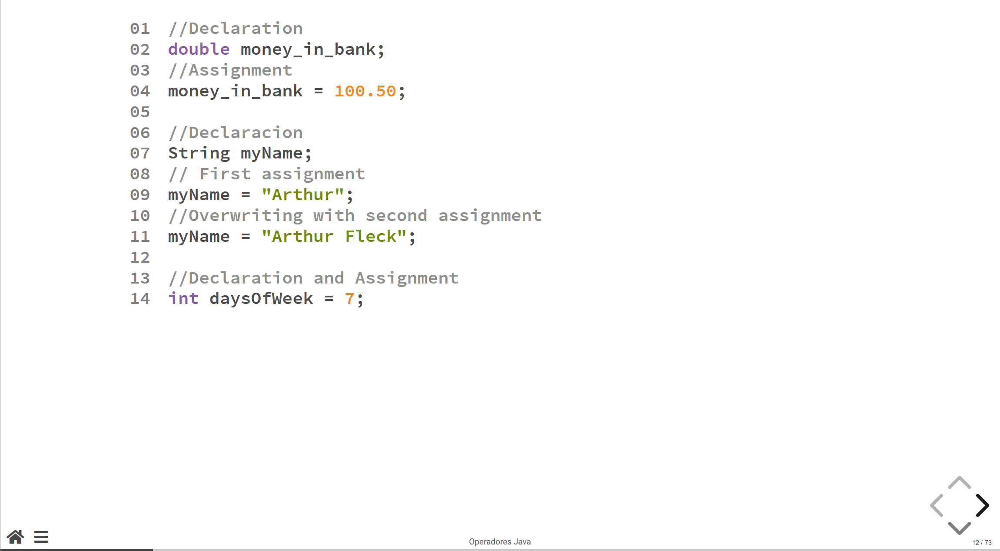 01 //Declaration
02 double money_in_bank;
03 //Assignment
04 money_in_bank = 100.50;
05
06 //Declaracion
07 String myName;
08 // First assignment
09 myName = "Arthur";
10 //Overwriting with second assignment
11 myName = "Arthur Fleck";
12
13 //Declaration and Assignment
14 int daysOfWeek = 7;
Operadores Java
12 / 73